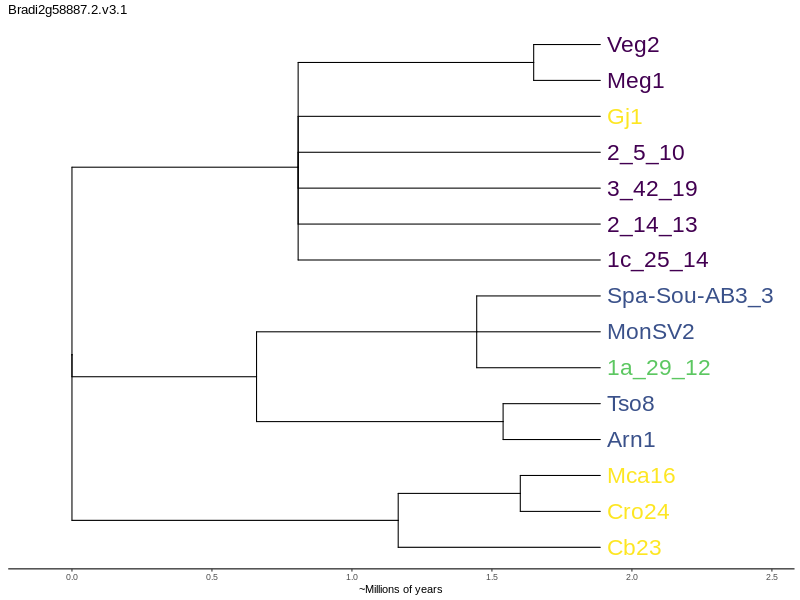 Bradi2g58887.2.v3.1
Veg2
Meg1
Gj1
2_5_10
3_42_19
2_14_13
1c_25_14
Spa-Sou-AB3_3
MonSV2
1a_29_12
Tso8
Arn1
Mca16
Cro24
Cb23
0.0 0.5 1.0 1.5 2.0 2.5
~Millions of years